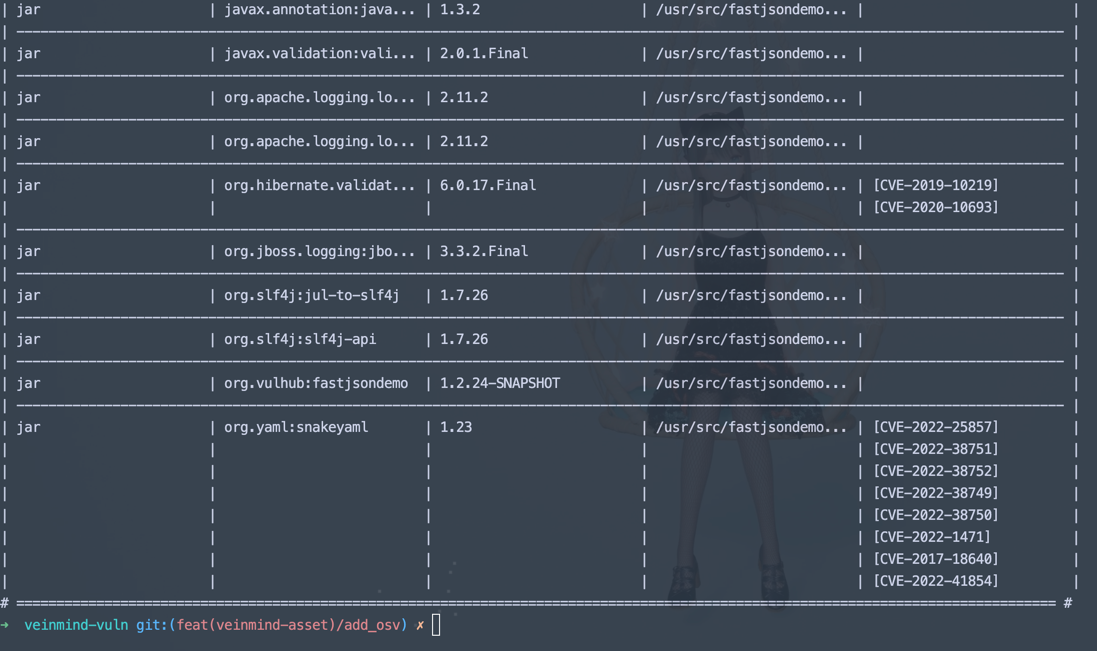 | jar | javax.annotation:java... | 1.3.2 | /usr/src/fastjsondemo... | |
| jar | javax.validation:vali... | 2.0.1.Final | /usr/src/fastjsondemo... | |
| jar | org.apache.logging.lo... | 2.11.2 | /usr/src/fastjsondemo... | |
| jar | org.apache.logging.lo... | 2.11.2 | /usr/src/fastjsondemo... | |
| jar | org.hibernate.validat... | 6.0.17.Final | /usr/src/fastjsondemo... | [CVE-2019-10219] |
| | | | | [CVE-2020-10693] |
| jar | org.jboss.logging:jbo... | 3.3.2.Final | /usr/src/fastjsondemo... | |
| jar | org.slf4j:jul-to-slf4j | 1.7.26 | /usr/src/fastjsondemo... | |
| jar | org.slf4j:slf4j-api | 1.7.26 | /usr/src/fastjsondemo... | |
| jar | org.vulhub:fastjsondemo | 1.2.24-SNAPSHOT | /usr/src/fastjsondemo... | |
| jar | org.yaml:snakeyaml | 1.23 | /usr/src/fastjsondemo... | [CVE-2022-25857] |
| | | | | [CVE-2022-38751] |
| | | | | [CVE-2022-38752] |
| | | | | [CVE-2022-38749] |
| | | | | [CVE-2022-38750] |
| | | | | [CVE-2022-1471] |
| | | | | [CVE-2017-18640] |
| | | | | [CVE-2022-41854] |
# ================================================================ #
→ veinmind-vuln git:(feat(veinmind-asset)/add_osv) ✗